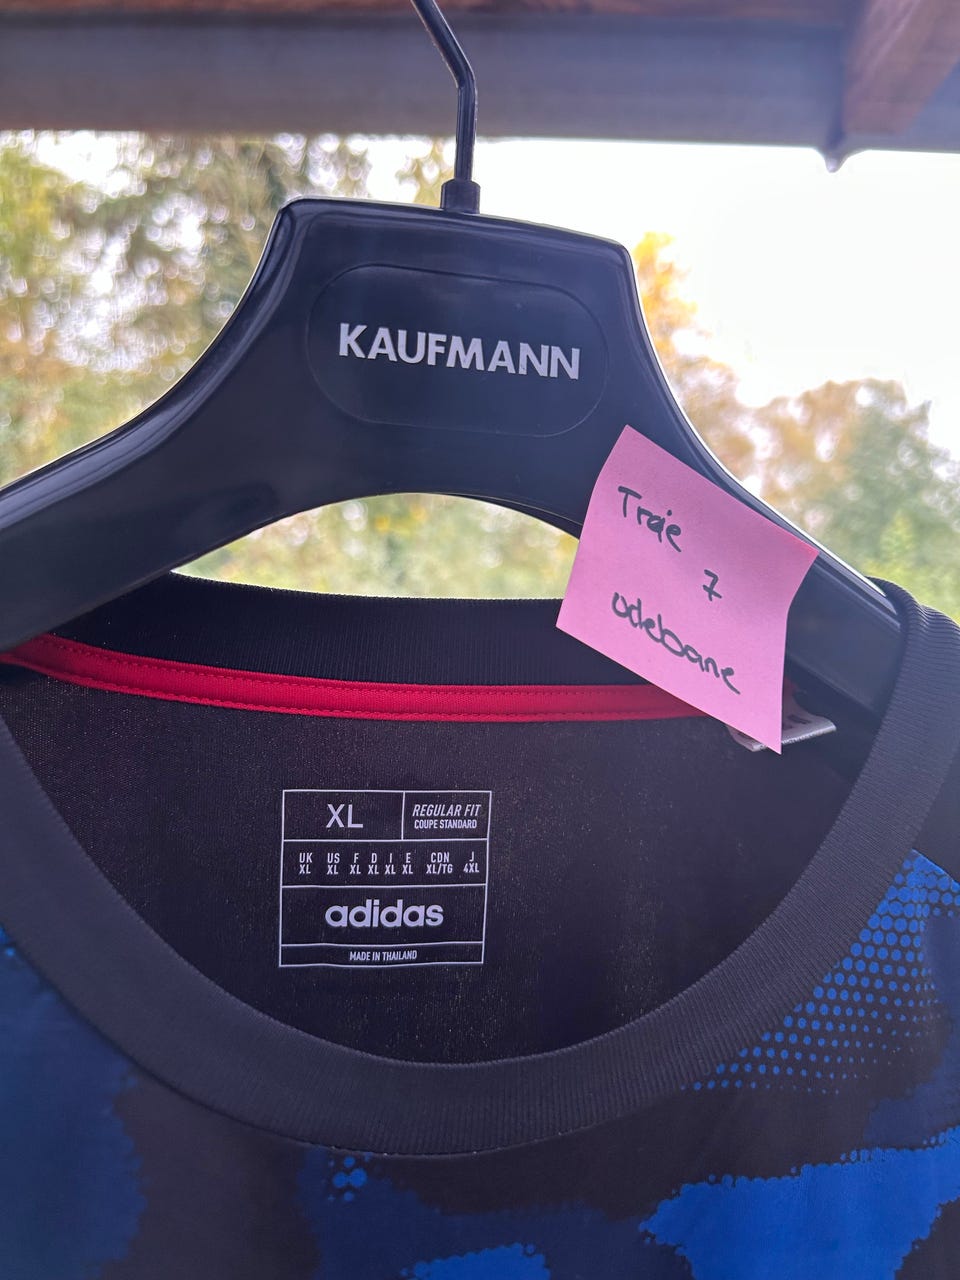 KAUFMANN
Trøje
7
udebane
XL
REGULAR FIT
COUPE STANDARD
UK US F D I E CDN J
XL XL XL XL XL XL XL/TG 4XL
adidas
MADE IN THAILAND